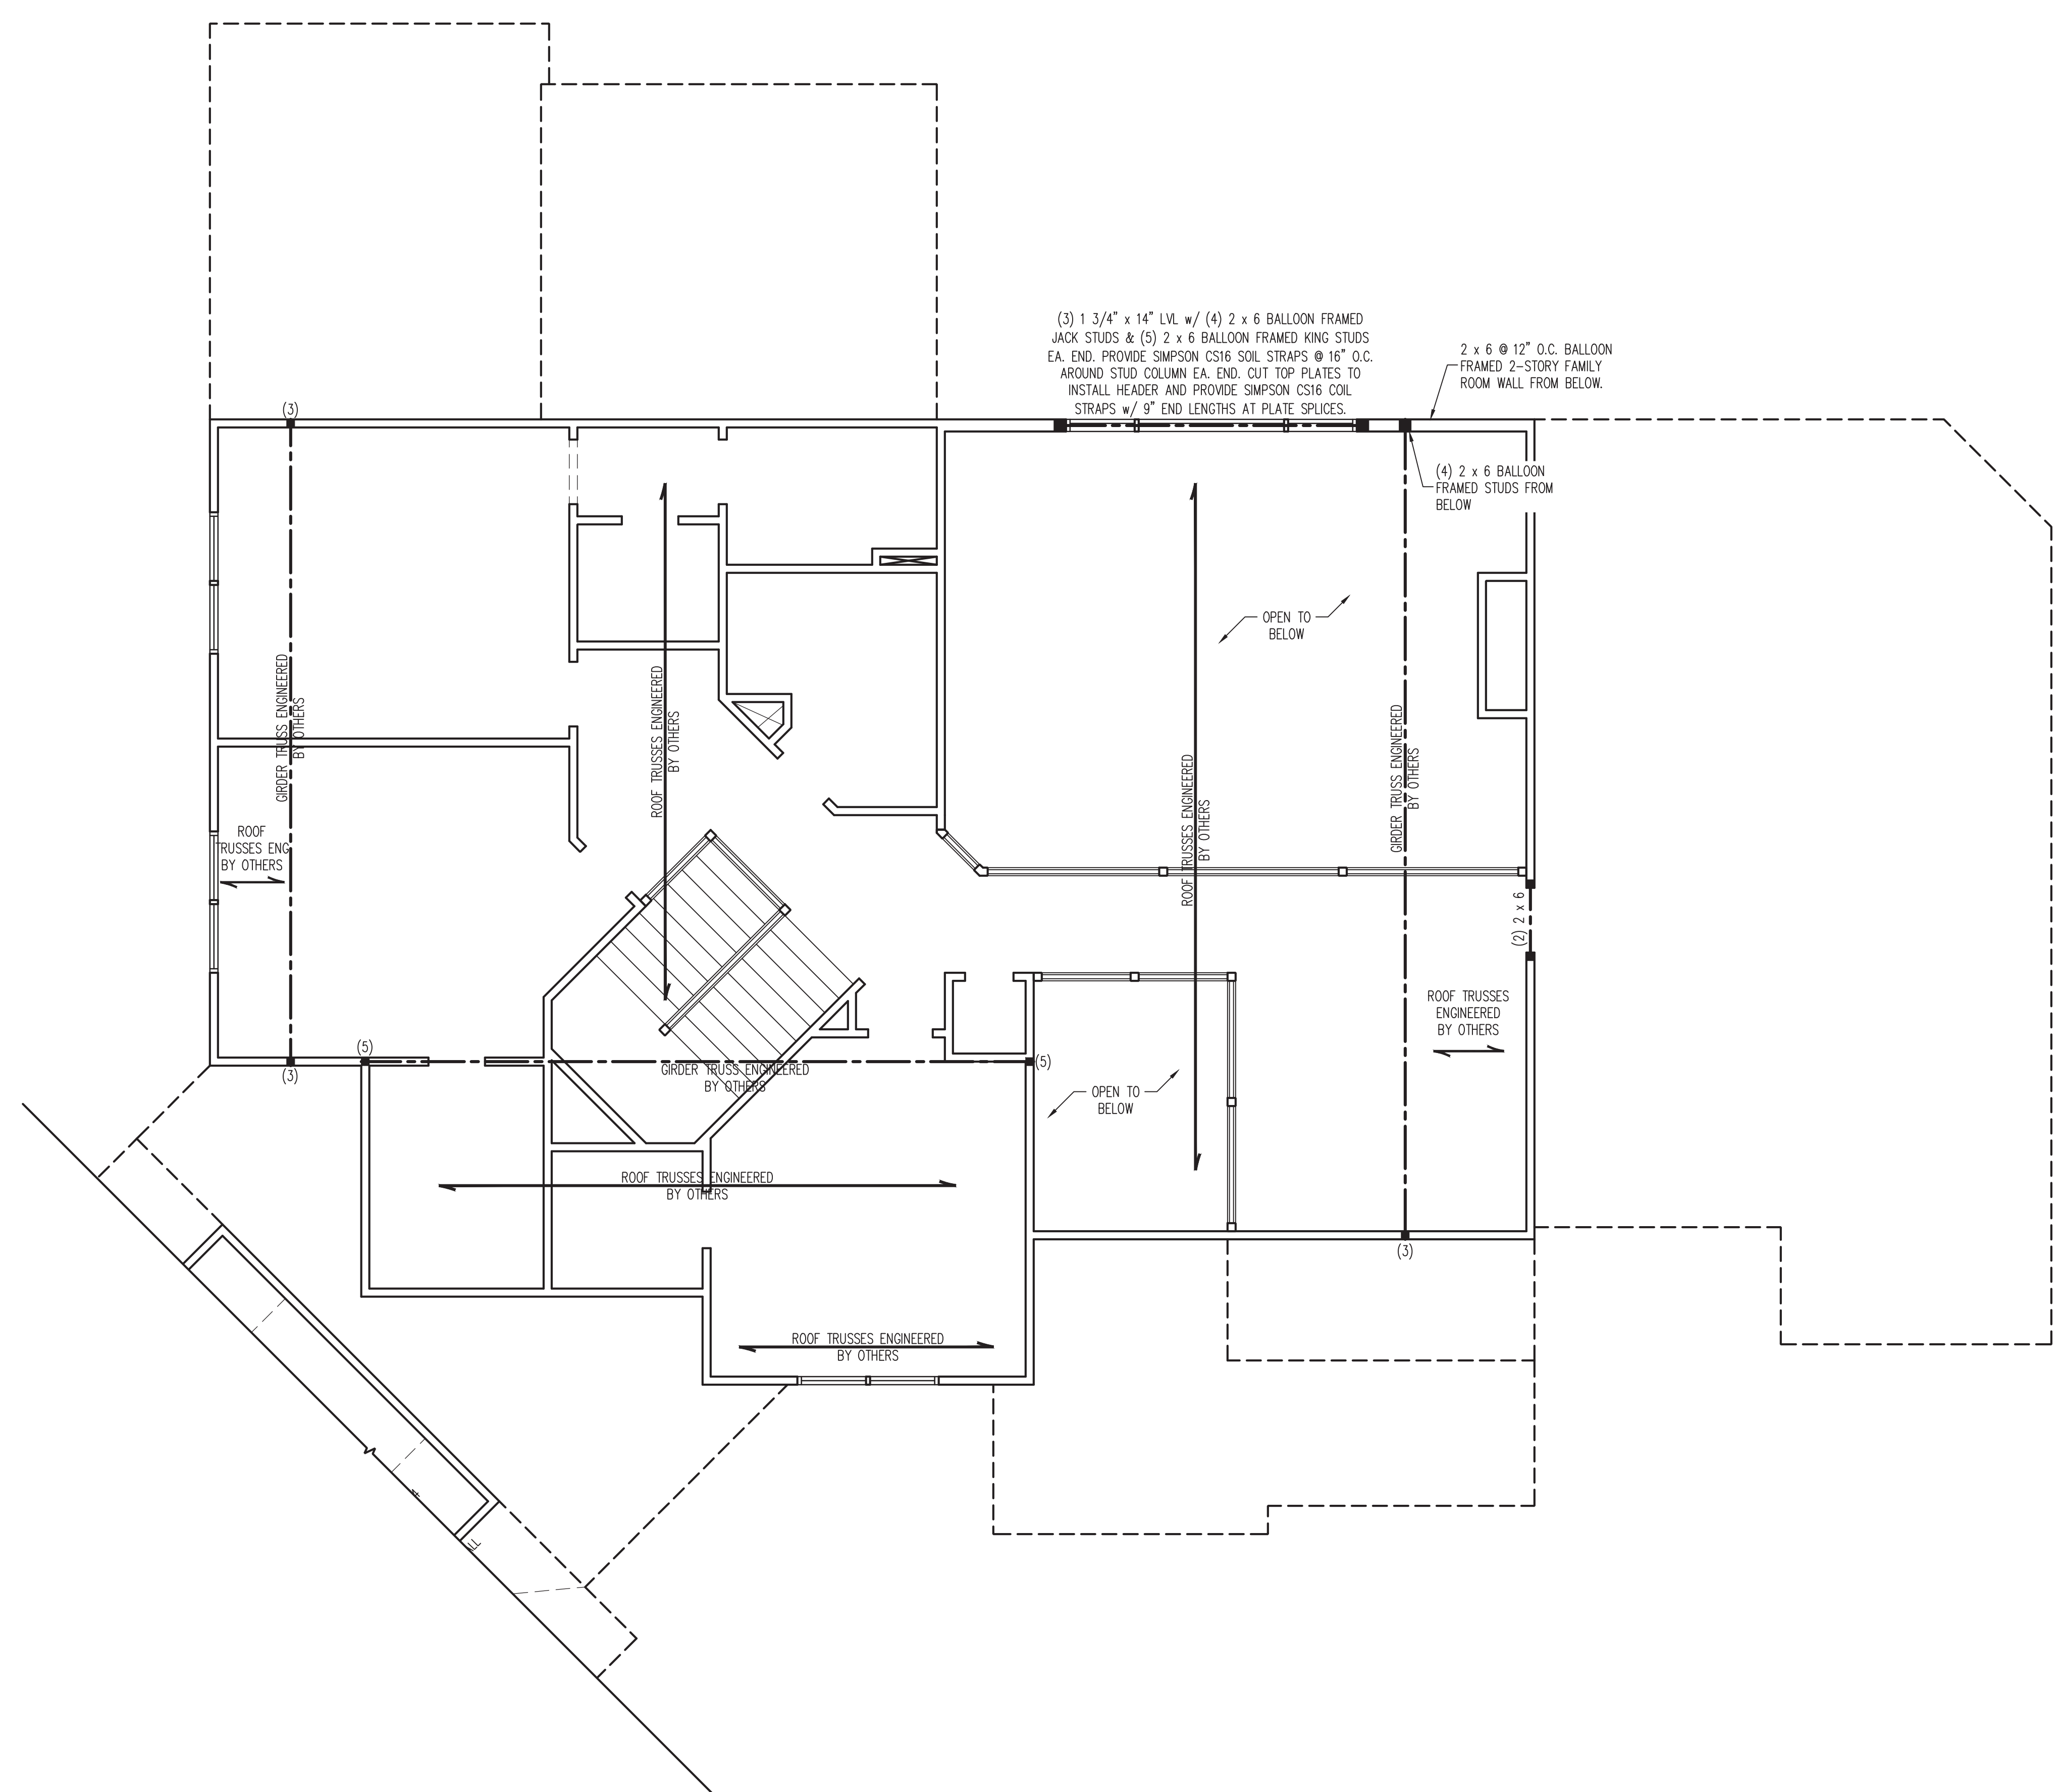 (3) 1 3/4" x 14" LVL w/ (4) 2 x 6 BALLOON FRAMED
JACK STUDS & (5) 2 x 6 BALLOON FRAMED KING STUDS
EA. END. PROVIDE SIMPSON CS16 SOIL STRAPS @ 16" O.C.
AROUND STUD COLUMN EA. END. CUT TOP PLATES TO
INSTALL HEADER AND PROVIDE SIMPSON CS16 COIL
STRAPS w/ 9" END LENGTHS AT PLATE SPLICES.
2 x 6 @ 12" O.C. BALLOON
FRAMED 2-STORY FAMILY
ROOM WALL FROM BELOW.
(3)
(4) 2 x 6 BALLOON
FRAMED STUDS FROM
BELOW
OPEN TO
BELOW
GIRDER TRUSS ENGINEERED
BY OTHERS
ROOF TRUSSES ENGINEERED
BY OTHERS
ROOF TRUSSES ENGINEERED
BY OTHERS
GIRDER TRUSS ENGINEERED
BY OTHERS
ROOF
TRUSSES ENG
BY OTHERS
(2) 2 x 6
ROOF TRUSSES
ENGINEERED
BY OTHERS
(5)
(3)
GIRDER TRUSS ENGINEERED
BY OTHERS
(5)
OPEN TO
BELOW
ROOF TRUSSES ENGINEERED
BY OTHERS
(3)
ROOF TRUSSES ENGINEERED
BY OTHERS